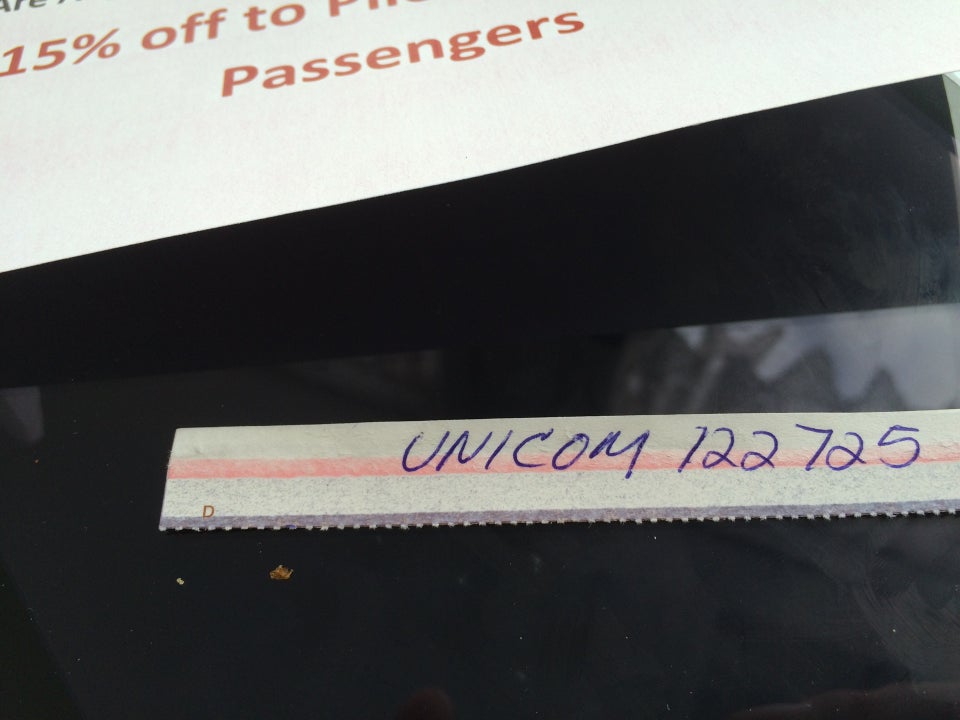 15% off to
Passengers
UNICOM 122725
D